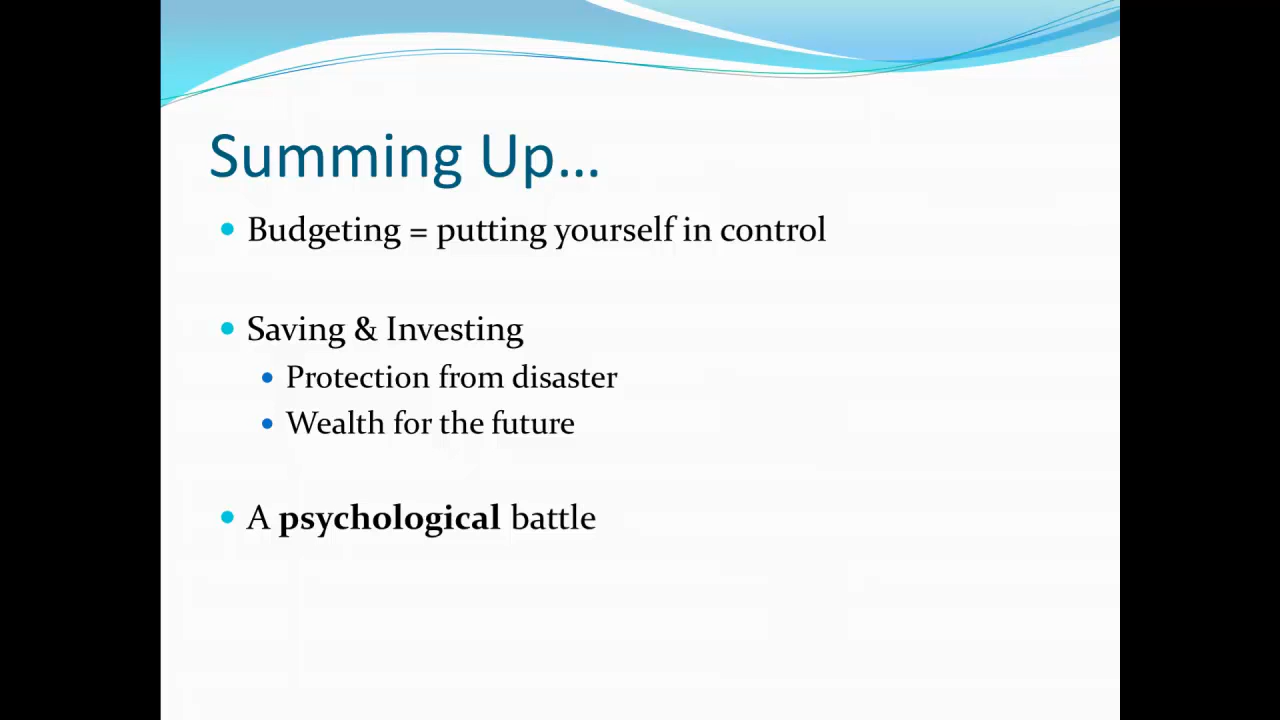 Summing Up...
Budgeting = putting yourself in control
Saving & Investing
Protection from disaster
Wealth for the future
A psychological battle